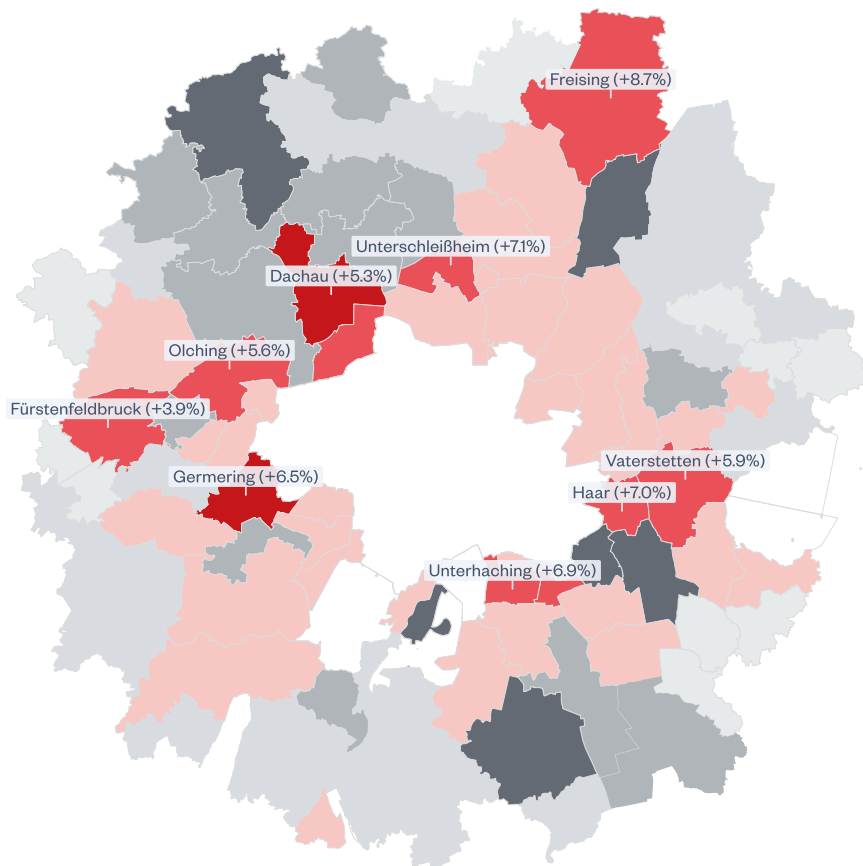 Freising (+8.7%)
Unterschleißheim (+7.1%)
Dachau (+5.3%)
Olching (+5.6%)
Fürstenfeldbruck (+3.9%)
Vaterstetten (+5.9%)
Germering (+6.5%)
Haar (+7.0%)
Unterhaching (+6.9%)